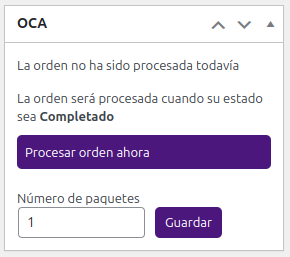 OCA
La orden no ha sido procesada todavía
La orden será procesada cuando su estado
sea Completado
Procesar orden ahora
Número de paquetes
1
Guardar